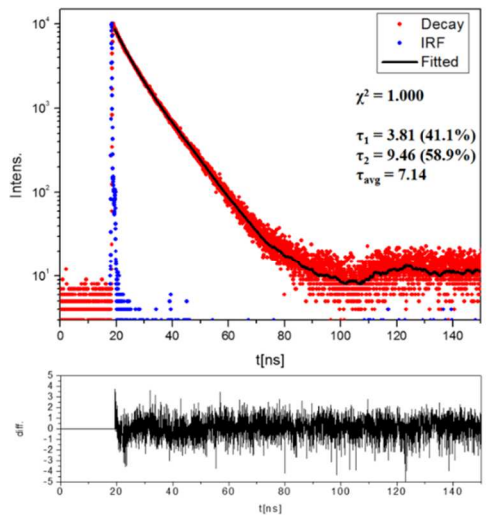 10⁴
10³
10²
10¹
Intens.
Decay
IRF
Fitted
χ² = 1.000
τ₁ = 3.81 (41.1%)
τ₂ = 9.46 (58.9%)
τavg = 7.14
0 20 40 60 80 100 120 140
t[ns]
5
4
3
2
1
0
-1
-2
-3
-4
-5
diff.
0 20 40 60 80 100 120 140
t[ns]